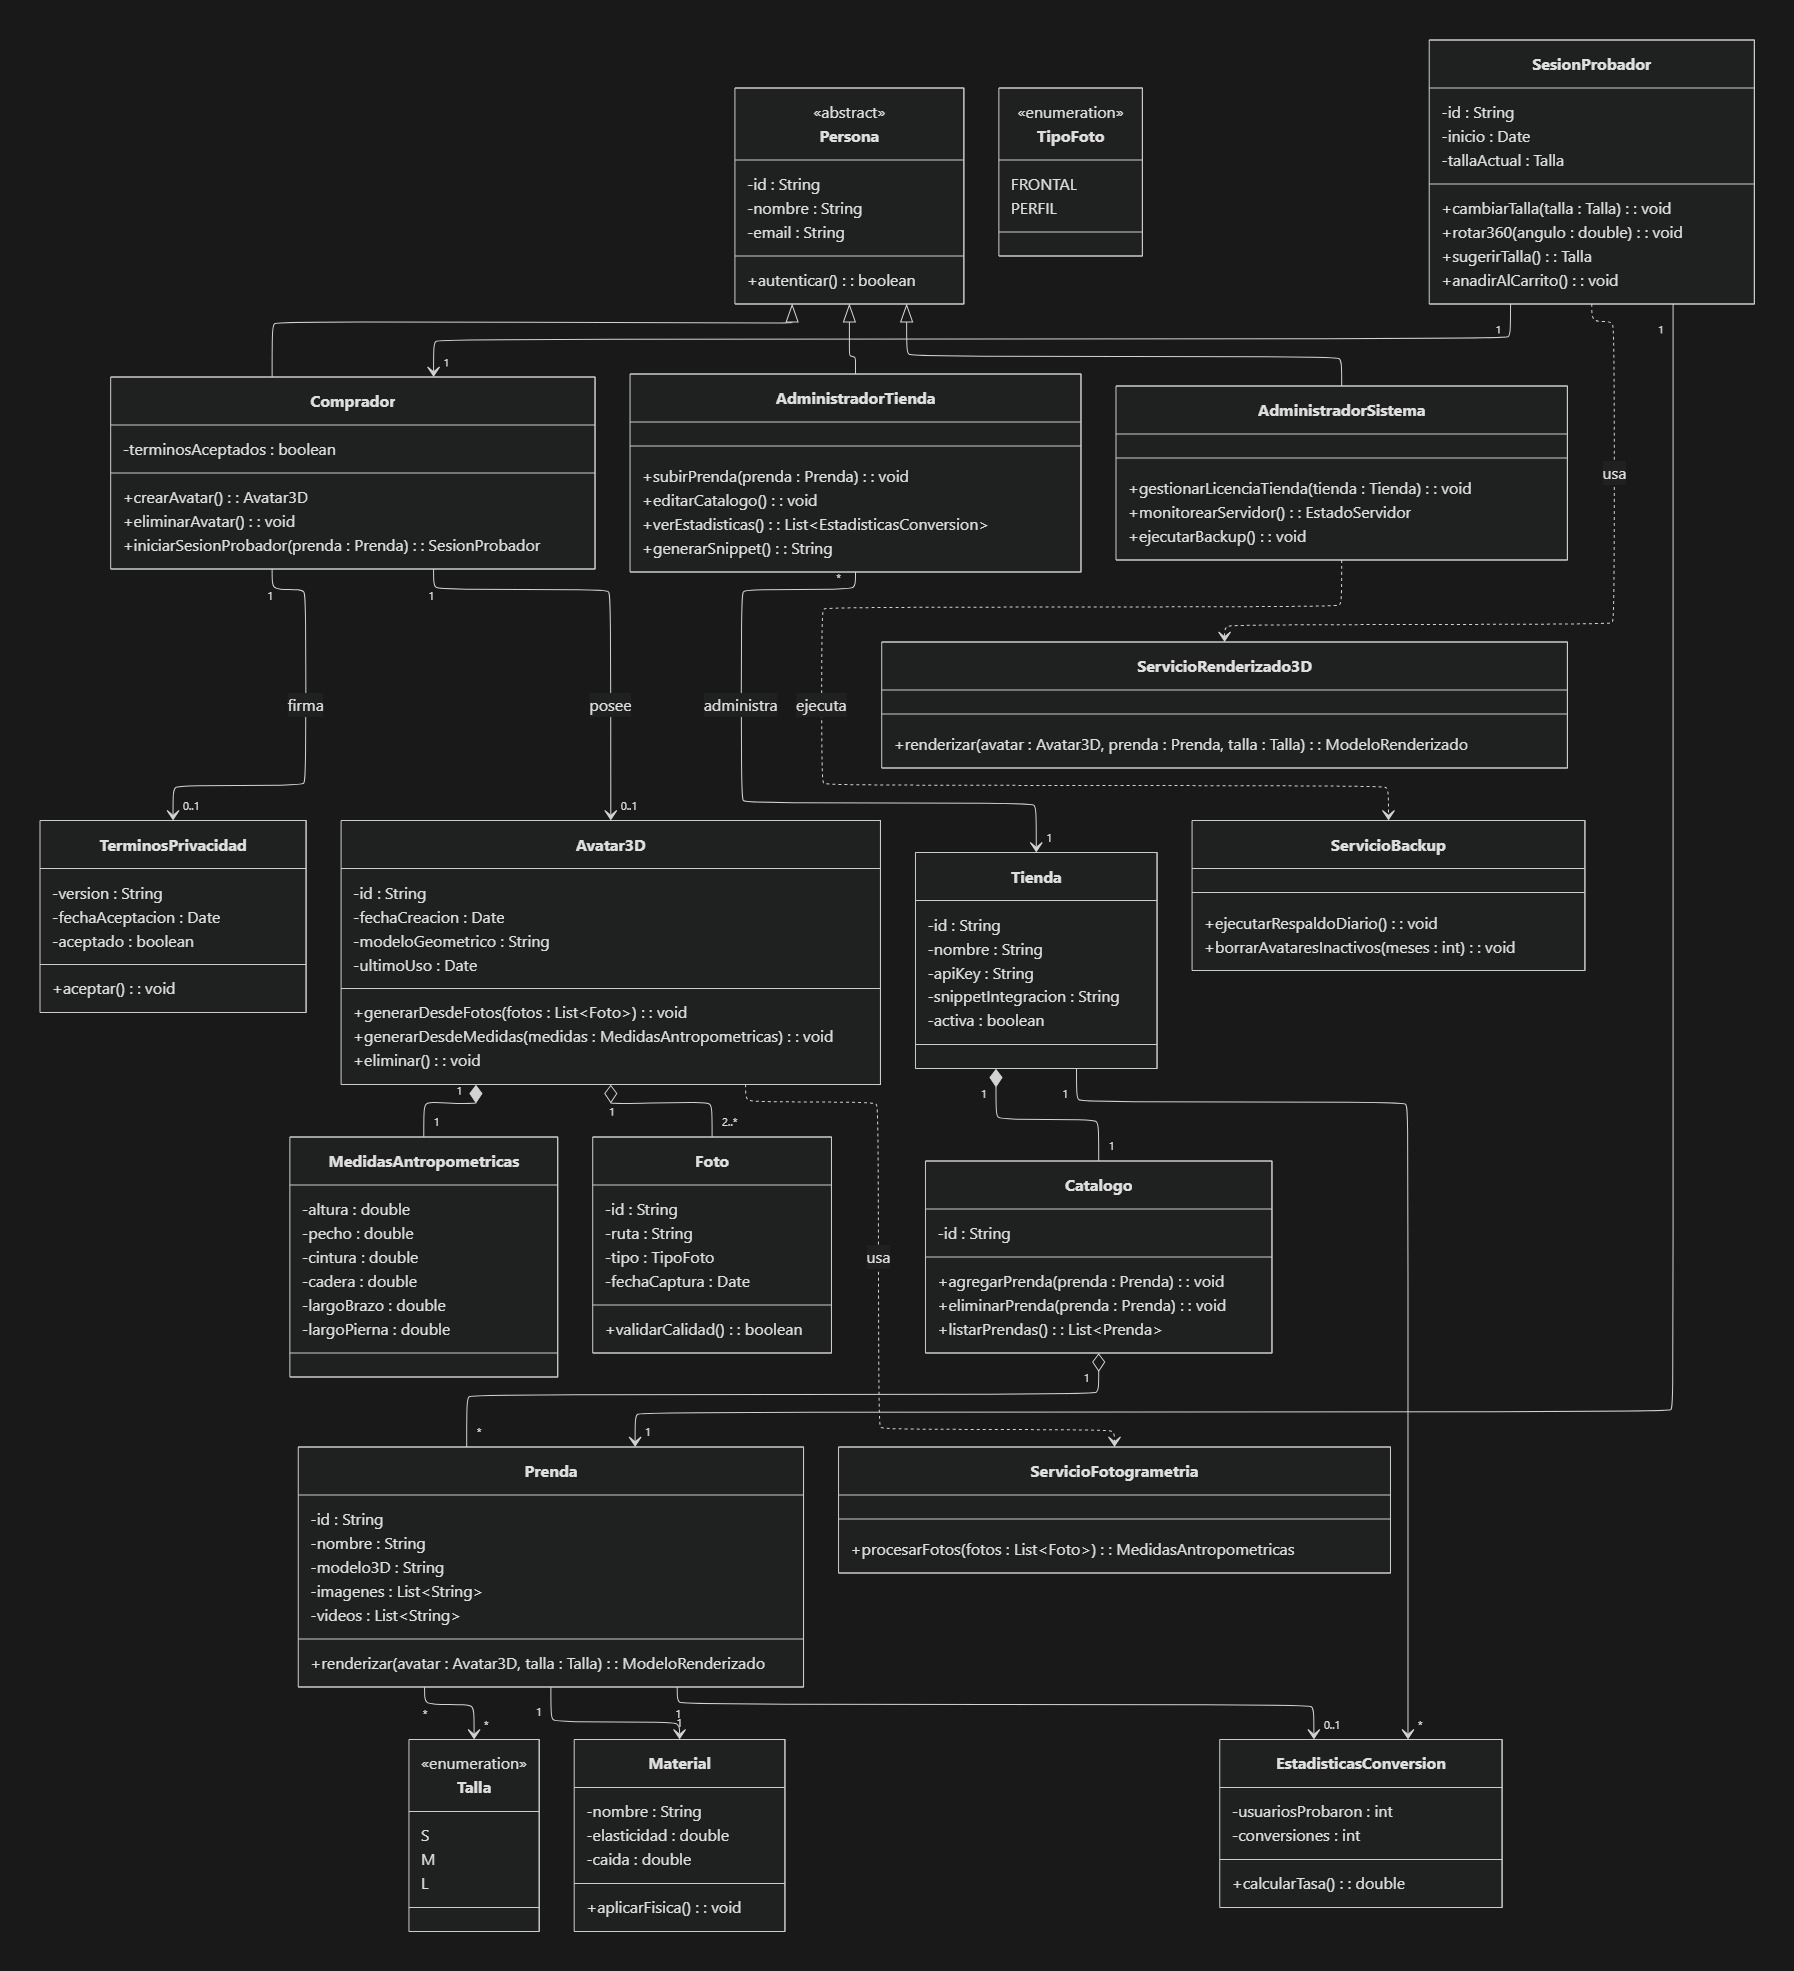 SesionProbador
-id : String
-inicio : Date
-tallaActual : Talla
+cambiarTalla(talla : Talla) : : void
+rotar360(angulo : double) : : void
+sugerirTalla() : : Talla
+anadirAlCarrito() : : void
«abstract»
Persona
-id : String
-nombre : String
-email : String
+autenticar() : : boolean
«enumeration»
TipoFoto
FRONTAL
PERFIL
1
1
1
Comprador
-terminosAceptados : boolean
+crearAvatar() : : Avatar3D
+eliminarAvatar() : : void
+iniciarSesionProbador(prenda : Prenda) : : SesionProbador
AdministradorTienda
+subirPrenda(prenda : Prenda) : : void
+editarCatalogo() : : void
+verEstadisticas() : : List<EstadisticasConversion>
+generarSnippet() : : String
AdministradorSistema
+gestionarLicenciaTienda(tienda : Tienda) : : void
+monitorearServidor() : : EstadoServidor
+ejecutarBackup() : : void
usa
1
1
*
ServicioRenderizado3D
+renderizar(avatar : Avatar3D, prenda : Prenda, talla : Talla) : : ModeloRenderizado
firma
posee
administra
ejecuta
0..1
0..1
1
TerminosPrivacidad
-version : String
-fechaAceptacion : Date
-aceptado : boolean
+aceptar() : : void
Avatar3D
-id : String
-fechaCreacion : Date
-modeloGeometrico : String
-ultimoUso : Date
+generarDesdeFotos(fotos : List<Foto>) : : void
+generarDesdeMedidas(medidas : MedidasAntropometricas) : : void
+eliminar() : : void
Tienda
-id : String
-nombre : String
-apiKey : String
-snippetIntegracion : String
-activa : boolean
ServicioBackup
+ejecutarRespaldoDiario() : : void
+borrarAvataresInactivos(meses : int) : : void
1
1
1
2..*
1
1
1
MedidasAntropometricas
-altura : double
-pecho : double
-cintura : double
-cadera : double
-largoBrazo : double
-largoPierna : double
Foto
-id : String
-ruta : String
-tipo : TipoFoto
-fechaCaptura : Date
+validarCalidad() : : boolean
usa
Catalogo
-id : String
+agregarPrenda(prenda : Prenda) : : void
+eliminarPrenda(prenda : Prenda) : : void
+listarPrendas() : : List<Prenda>
1
*
1
Prenda
-id : String
-nombre : String
-modelo3D : String
-imagenes : List<String>
-videos : List<String>
+renderizar(avatar : Avatar3D, talla : Talla) : : ModeloRenderizado
ServicioFotogrametria
+procesarFotos(fotos : List<Foto>) : : MedidasAntropometricas
*
*
1
1
1
0..1
*
«enumeration»
Talla
S
M
L
Material
-nombre : String
-elasticidad : double
-caida : double
+aplicarFisica() : : void
EstadisticasConversion
-usuariosProbaron : int
-conversiones : int
+calcularTasa() : : double